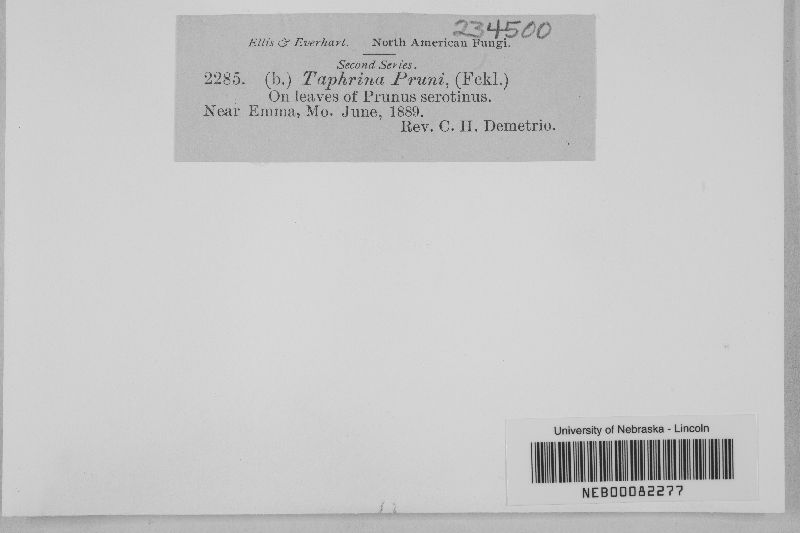 234500
Ellis & Everhart. North American Fungi.
Second Series.
2285. (b.) Taphrina Pruni, (Fckl.)
On leaves of Prunus serotinus.
Near Emma, Mo. June, 1889.
Rev. C. H. Demetrio.
University of Nebraska - Lincoln
NEB00082277